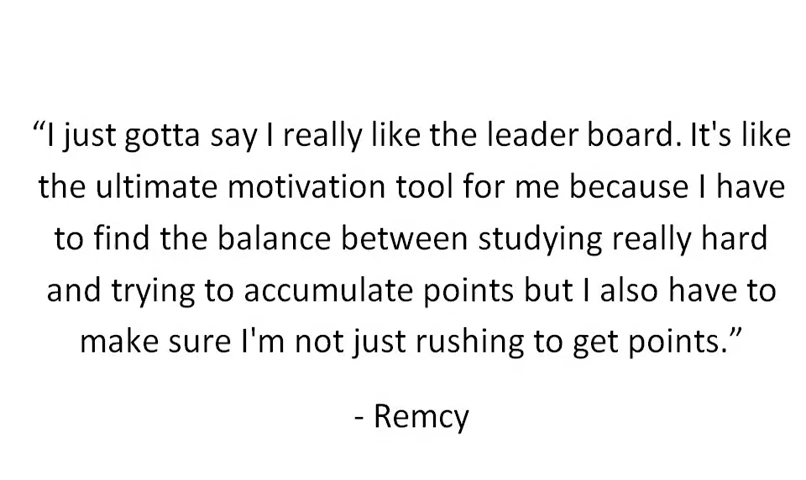 “I just gotta say I really like the leader board. It's like
the ultimate motivation tool for me because I have
to find the balance between studying really hard
and trying to accumulate points but I also have to
make sure I'm not just rushing to get points.”
- Remcy